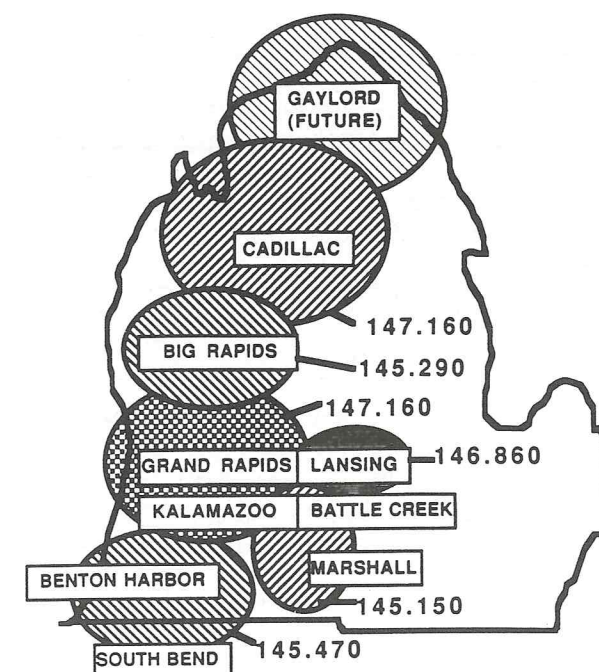 GAYLORD
(FUTURE)
CADILLAC
147.160
BIG RAPIDS
145.290
147.160
GRAND RAPIDS LANSING 146.860
KALAMAZOO BATTLE CREEK
BENTON HARBOR MARSHALL
145.150
145.470
SOUTH BEND